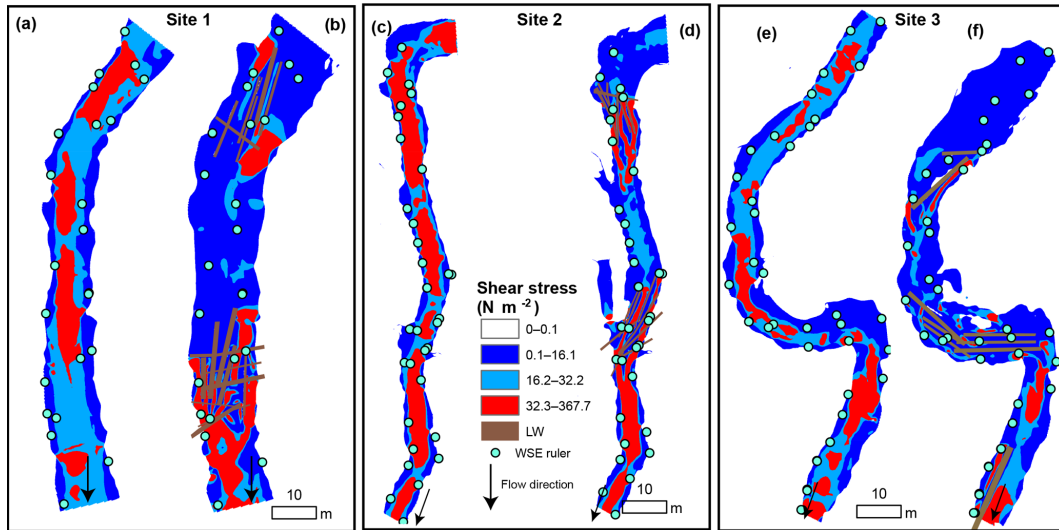 Site 1
(a)
(b)
10
m
Site 2
(c)
(d)
Shear stress
(N m⁻²)
0–0.1
0.1–16.1
16.2–32.2
32.3–367.7
LW
WSE ruler
Flow direction
10
m
Site 3
(e)
(f)
10
m